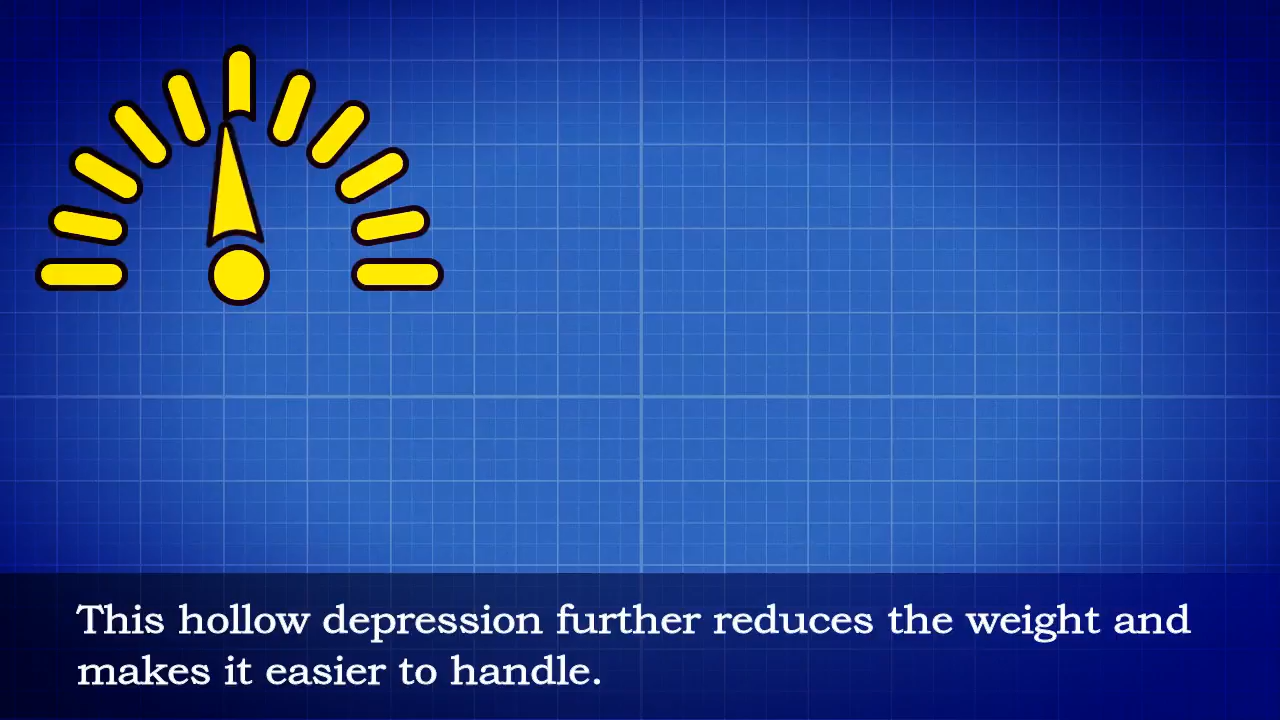 This hollow depression further reduces the weight and
makes it easier to handle.